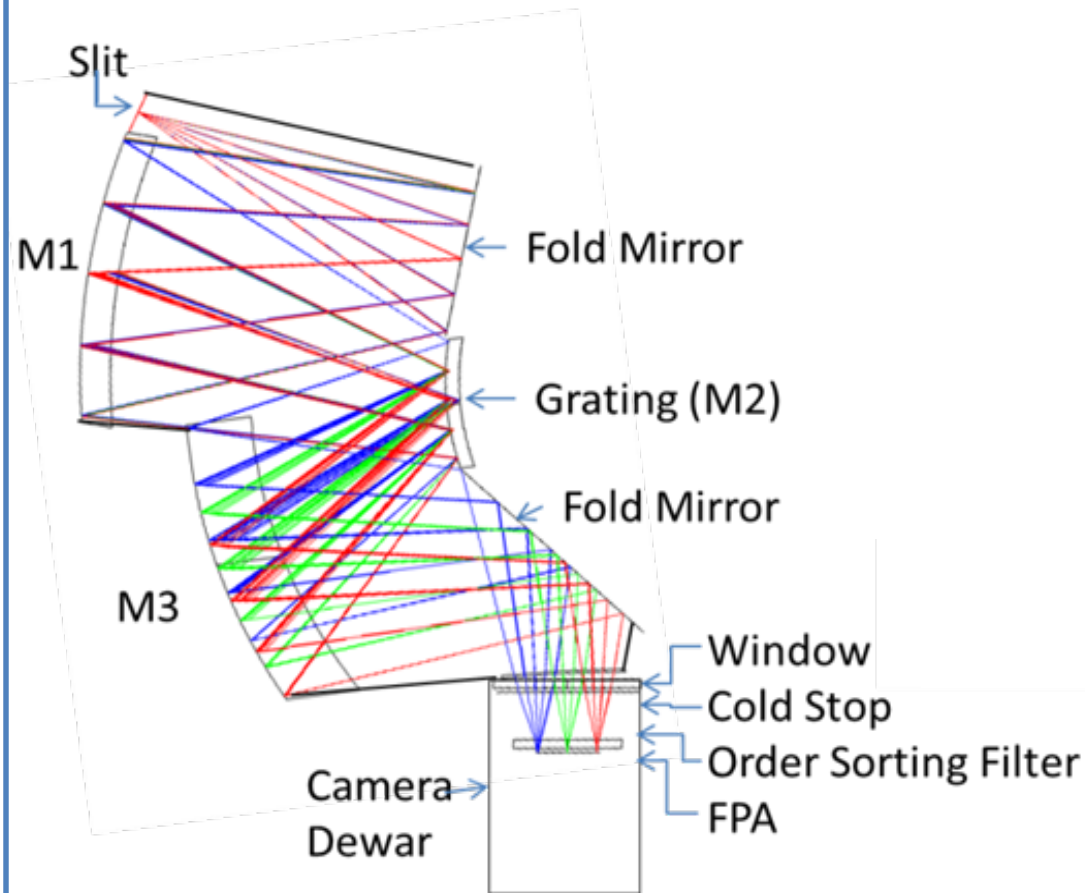 Slit
M1
Fold Mirror
Grating (M2)
Fold Mirror
M3
Window
Cold Stop
Order Sorting Filter
FPA
Camera
Dewar